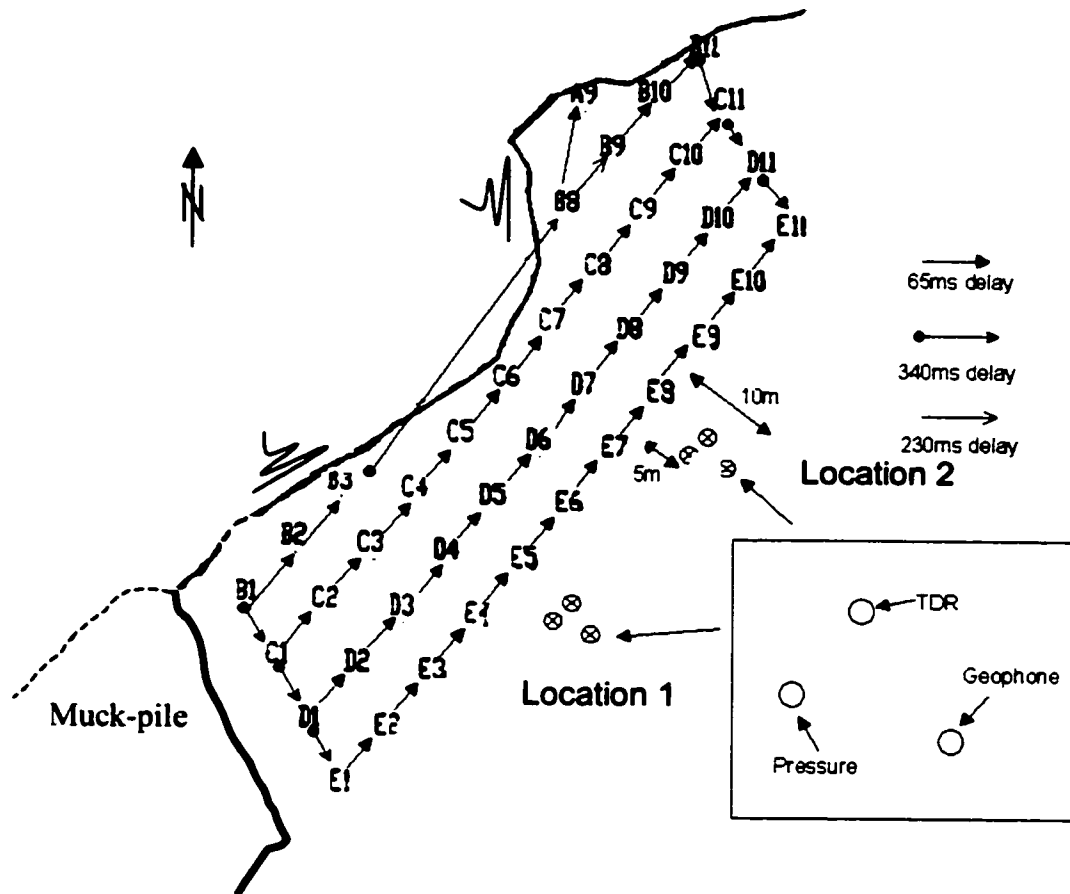 B11
A9
B10
C11
B9
C10
D11
N
B8
C9
D10
E11
C8
D9
E10
65ms delay
C7
D8
E9
340ms delay
C6
D7
E8
10m
230ms delay
C5
D6
E7
5m
Location 2
B3
C4
D5
E6
B2
C3
D4
E5
B1
C2
D3
E4
TDR
C1
D2
E3
Location 1
Geophone
Muck-pile
D1
E2
Pressure
E1